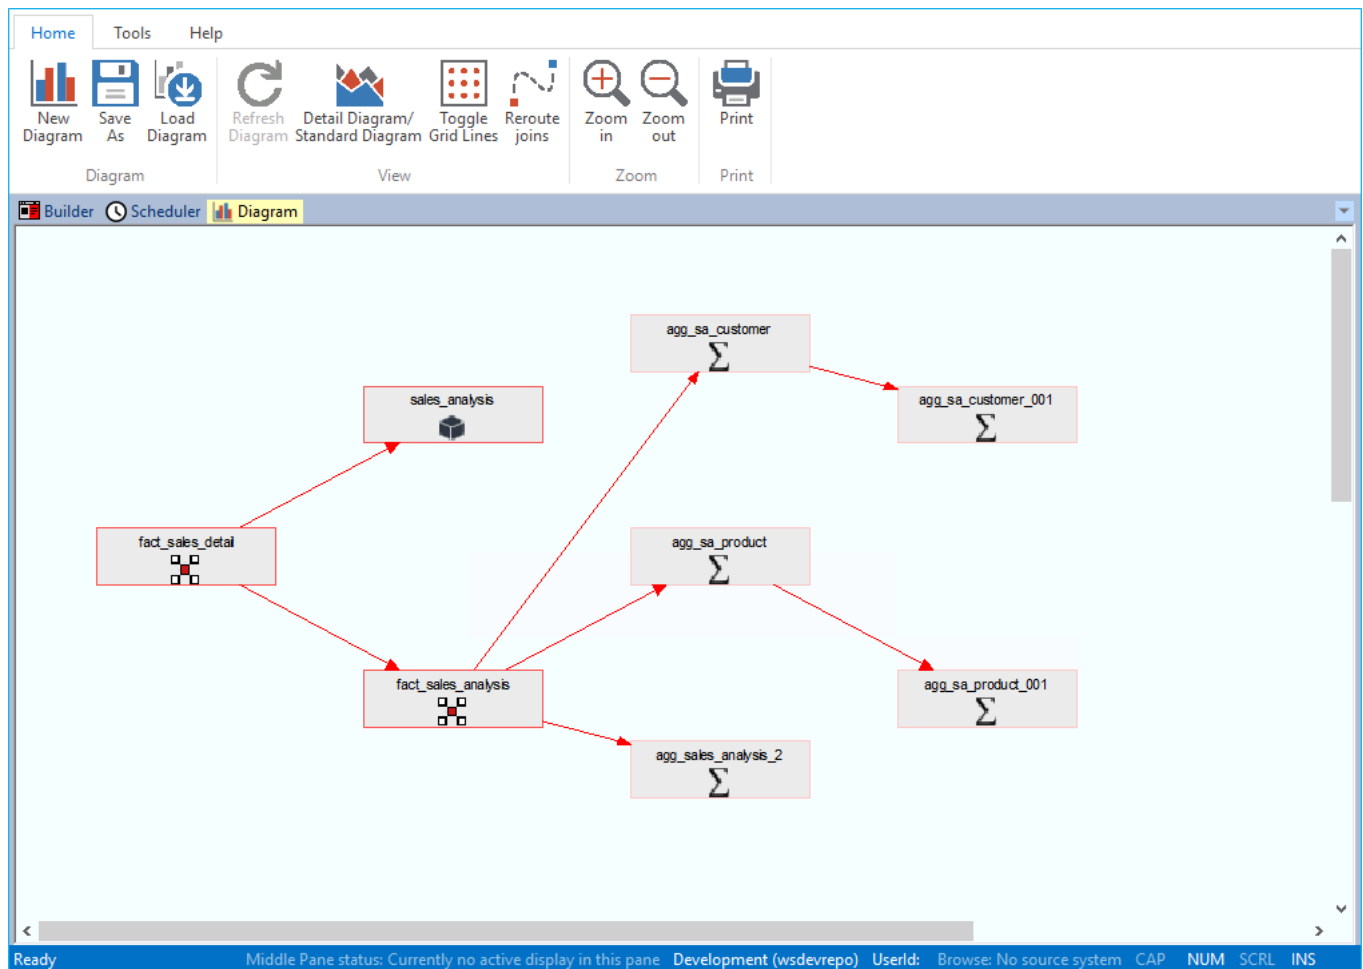 Home Tools Help
New Diagram
Save As
Load Diagram
Refresh Diagram
Detail Diagram/ Standard Diagram
Toggle Grid Lines
Reroute joins
Zoom in
Zoom out
Print
Diagram View Zoom Print
Builder Scheduler Diagram
agg_sa_customer
sales_analysis
agg_sa_customer_001
fact_sales_detail
agg_sa_product
fact_sales_analysis
agg_sa_product_001
agg_sales_analysis_2
Ready Middle Pane status: Currently no active display in this pane Development (wsdevrepo) UserId: Browse: No source system CAP NUM SCRL INS